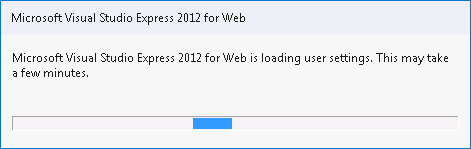 Microsoft Visual Studio Express 2012 for Web
Microsoft Visual Studio Express 2012 for Web is loading user settings. This may take
a few minutes.